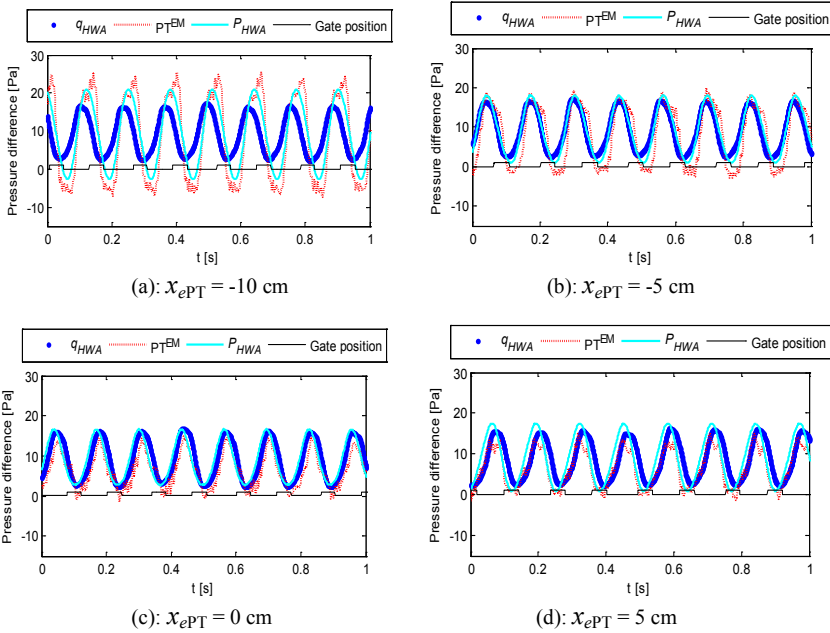 q_HWA PT^EM P_HWA Gate position
q_HWA PT^EM P_HWA Gate position
Pressure difference [Pa]
30
20
10
0
-10
0 0.2 0.4 0.6 0.8 1
t [s]
Pressure difference [Pa]
30
20
10
0
-10
0 0.2 0.4 0.6 0.8 1
t [s]
(a): x_ePT = -10 cm
(b): x_ePT = -5 cm
q_HWA PT^EM P_HWA Gate position
q_HWA PT^EM P_HWA Gate position
Pressure difference [Pa]
30
20
10
0
-10
0 0.2 0.4 0.6 0.8 1
t [s]
Pressure difference [Pa]
30
20
10
0
-10
0 0.2 0.4 0.6 0.8 1
t [s]
(c): x_ePT = 0 cm
(d): x_ePT = 5 cm